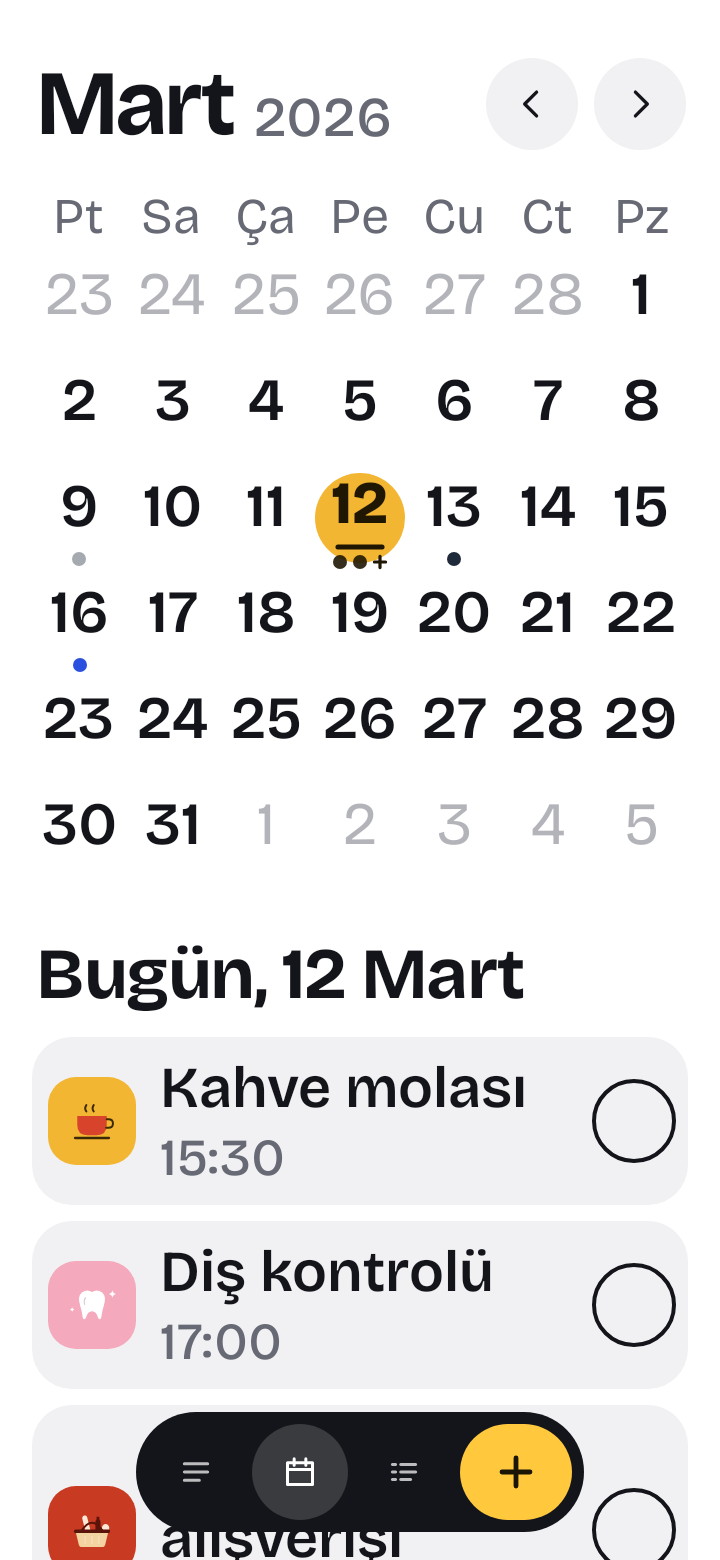 Mart 2026
Pt Sa Ça Pe Cu Ct Pz
23 24 25 26 27 28 1
2 3 4 5 6 7 8
9 10 11 12 13 14 15
16 17 18 19 20 21 22
23 24 25 26 27 28 29
30 31 1 2 3 4 5
Bugün, 12 Mart
Kahve molası
15:30
Diş kontrolü
17:00
alışverişi